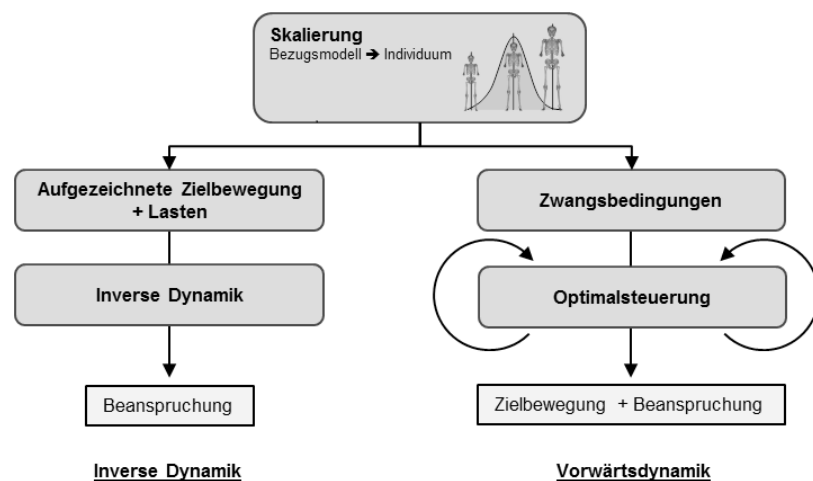 Skalierung
Bezugsmodell ➔ Individuum
Aufgezeichnete Zielbewegung
+ Lasten
Zwangsbedingungen
Inverse Dynamik
Optimalsteuerung
Beanspruchung
Zielbewegung + Beanspruchung
Inverse Dynamik
Vorwärtsdynamik